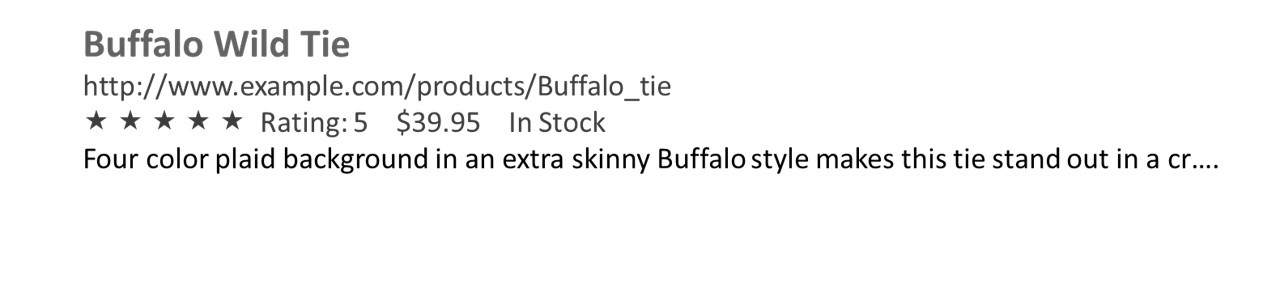 Buffalo Wild Tie
http://www.example.com/products/Buffalo_tie
★ ★ ★ ★ ★ Rating: 5 $39.95 In Stock
Four color plaid background in an extra skinny Buffalo style makes this tie stand out in a cr....